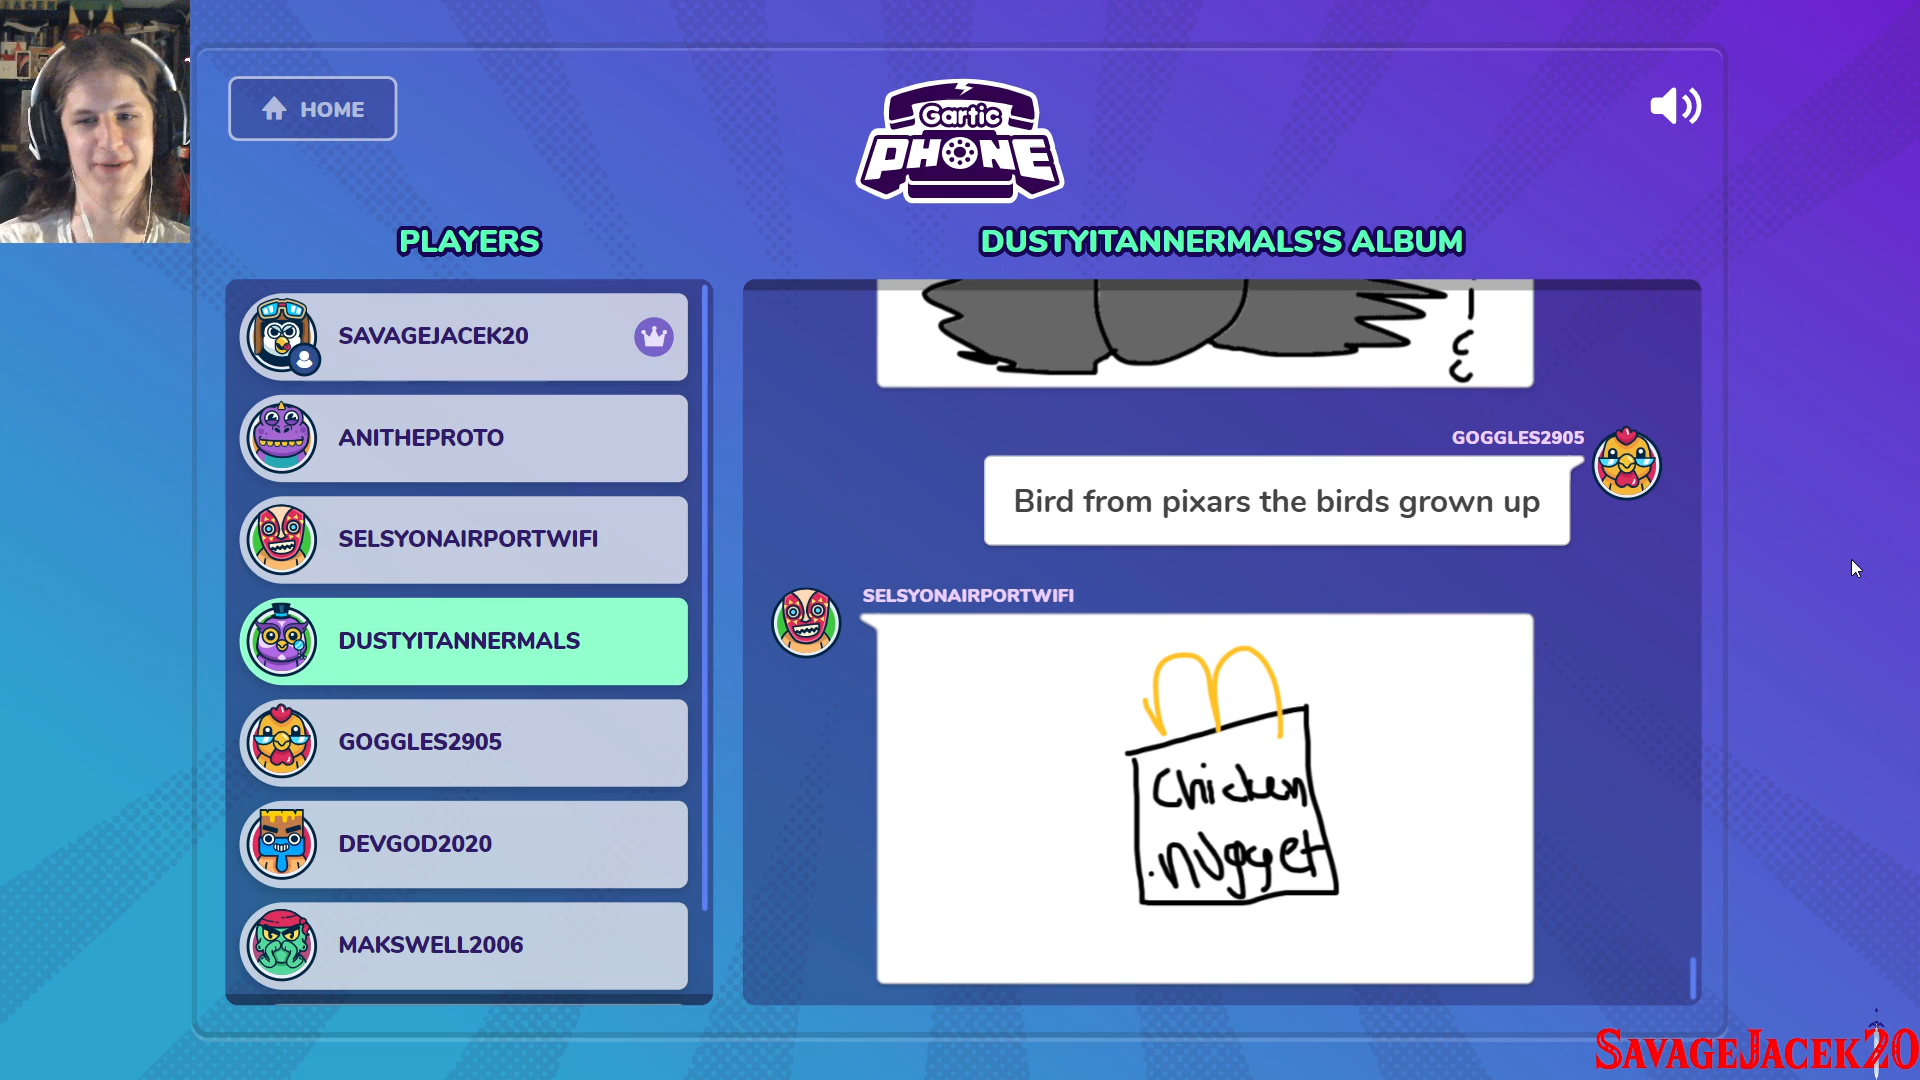 HOME
Gartic
PHONE
PLAYERS
DUSTYITANNERMALS'S ALBUM
SAVAGEJACEK20
ANITHEPROTO
SELSYONAIRPORTWIFI
DUSTYITANNERMALS
GOGGLES2905
DEVGOD2020
MAKSWELL2006
GOGGLES2905
Bird from pixars the birds grown up
SELSYONAIRPORTWIFI
Chicken
nugget
SAVAGEJACEK20